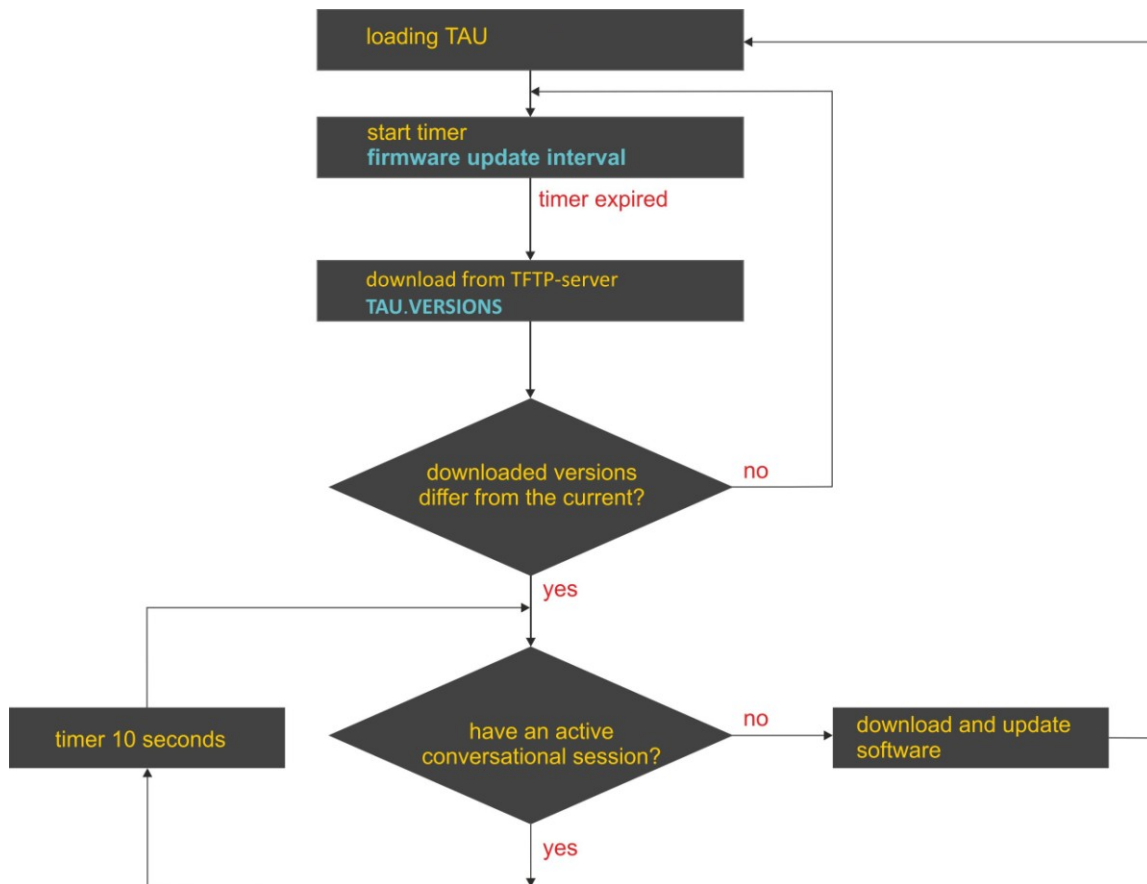 loading TAU
start timer
firmware update interval
timer expired
download from TFTP-server
TAU.VERSIONS
downloaded versions
differ from the current?
no
yes
timer 10 seconds
have an active
conversational session?
no
download and update
software
yes